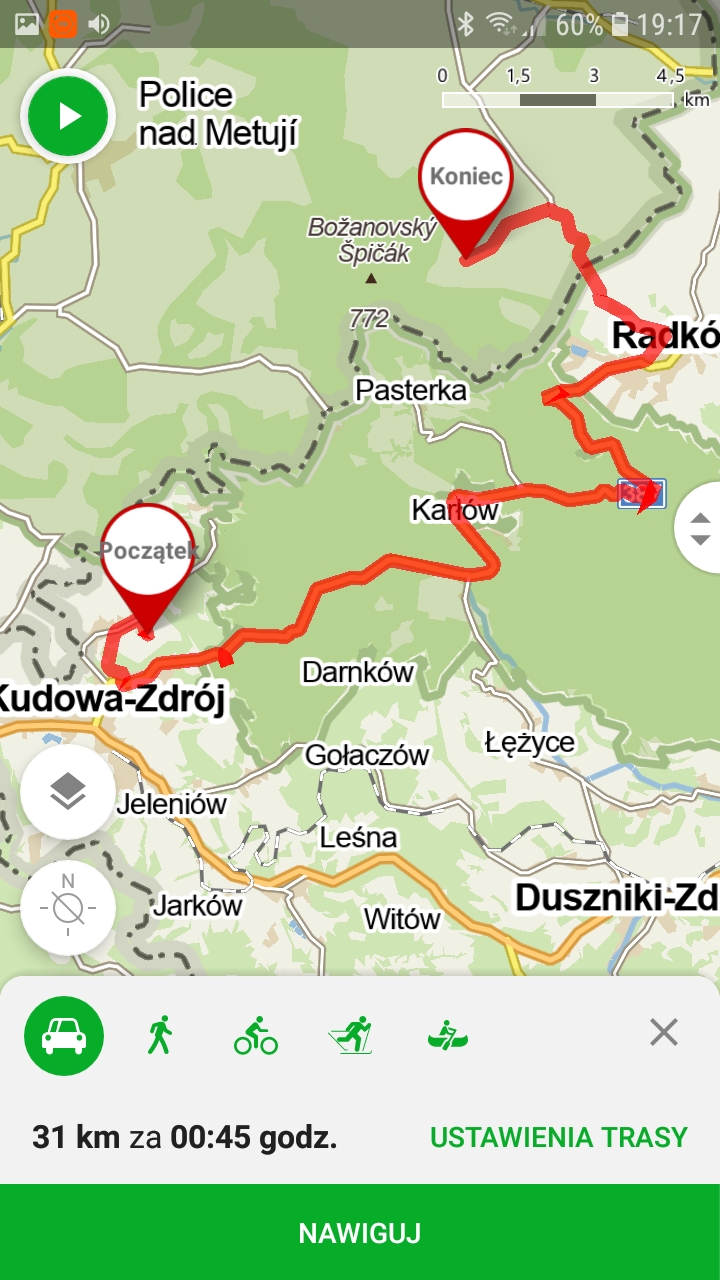 60% 19:17
0 1,5 3 4,5
km
Police
nad Metují
Koniec
Božanovský
Špičák
772
Radkó
Pasterka
Karłów
Początek
Kudowa-Zdrój
Darnków
Łężyce
Gołaczów
Jeleniów
Leśna
N
Jarków
Witów
Duszniki-Zd
31 km za 00:45 godz.
USTAWIENIA TRASY
NAWIGUJ